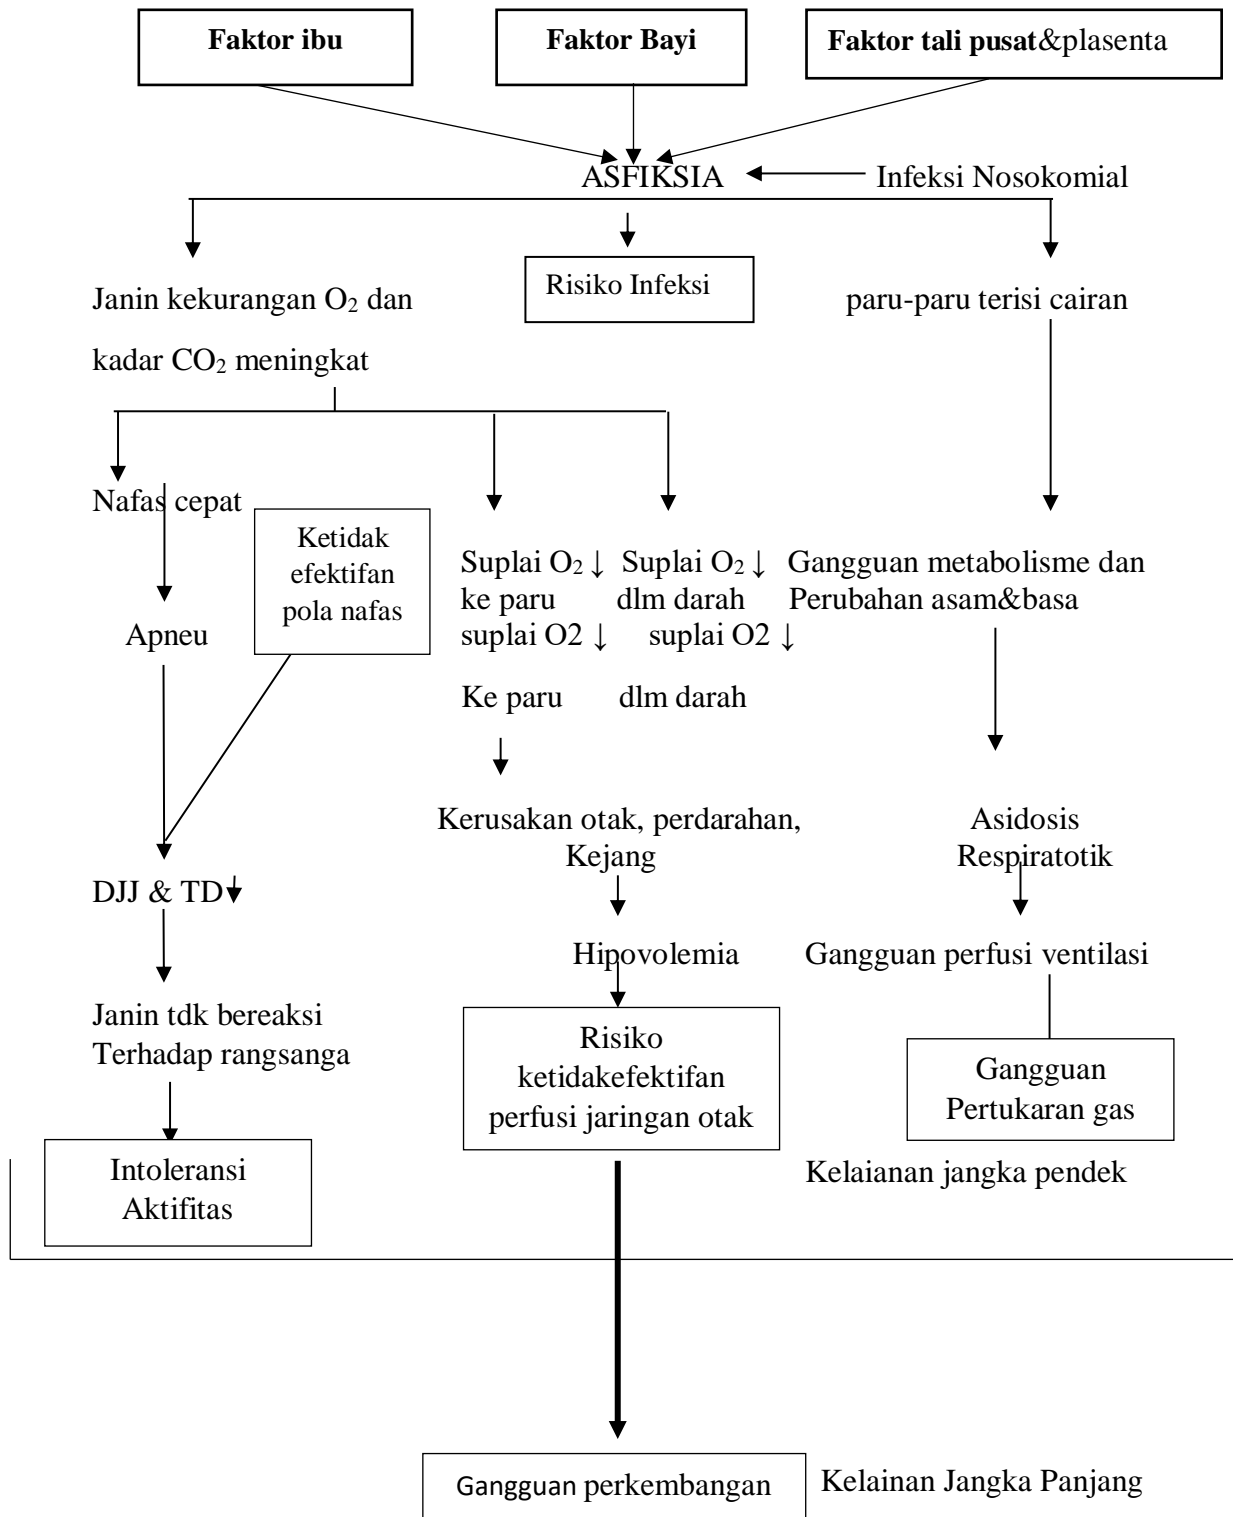 Faktor ibu
Faktor Bayi
Faktor tali pusat&plasenta
ASFIKSIA
Infeksi Nosokomial
Janin kekurangan O₂ dan
kadar CO₂ meningkat
Risiko Infeksi
paru-paru terisi cairan
Nafas cepat
Ketidak
efektifan
pola nafas
Apneu
Suplai O₂ ↓ Suplai O₂ ↓
ke paru dlm darah
suplai O2 ↓ suplai O2 ↓
Ke paru dlm darah
Gangguan metabolisme dan
Perubahan asam&basa
Kerusakan otak, perdarahan,
Kejang
Asidosis
Respiratotik
DJJ & TD
Hipovolemia
Gangguan perfusi ventilasi
Janin tdk bereaksi
Terhadap rangsanga
Risiko
ketidakefektifan
perfusi jaringan otak
Gangguan
Pertukaran gas
Intoleransi
Aktifitas
Kelaianan jangka pendek
Gangguan perkembangan
Kelainan Jangka Panjang